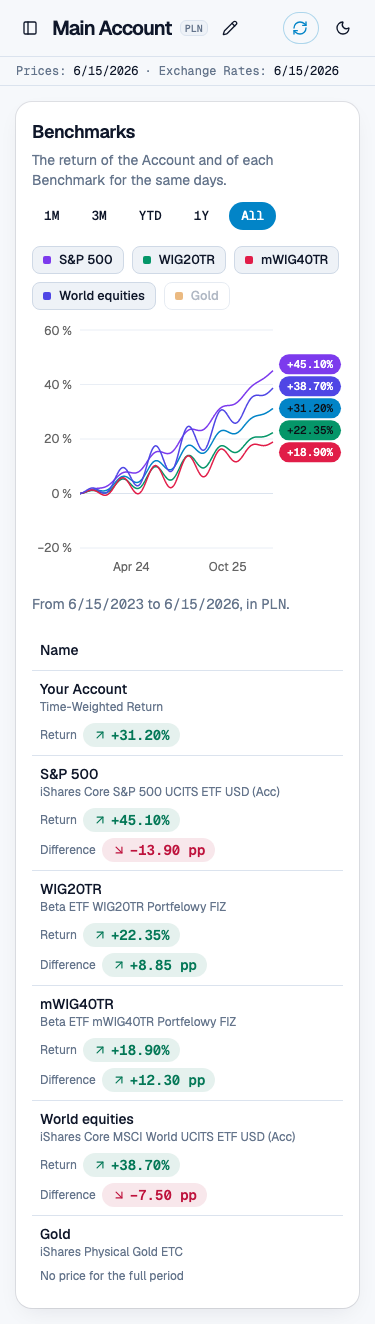 Main Account PLN
Prices: 6/15/2026 · Exchange Rates: 6/15/2026
Benchmarks
The return of the Account and of each
Benchmark for the same days.
1M 3M YTD 1Y All
S&P 500 WIG20TR mWIG40TR
World equities Gold
60 %
40 %
20 %
0 %
−20 %
+45.10%
+38.70%
+31.20%
+22.35%
+18.90%
Apr 24 Oct 25
From 6/15/2023 to 6/15/2026, in PLN.
Name
Your Account
Time-Weighted Return
Return +31.20%
S&P 500
iShares Core S&P 500 UCITS ETF USD (Acc)
Return +45.10%
Difference −13.90 pp
WIG20TR
Beta ETF WIG20TR Portfelowy FIZ
Return +22.35%
Difference +8.85 pp
mWIG40TR
Beta ETF mWIG40TR Portfelowy FIZ
Return +18.90%
Difference +12.30 pp
World equities
iShares Core MSCI World UCITS ETF USD (Acc)
Return +38.70%
Difference −7.50 pp
Gold
iShares Physical Gold ETC
No price for the full period